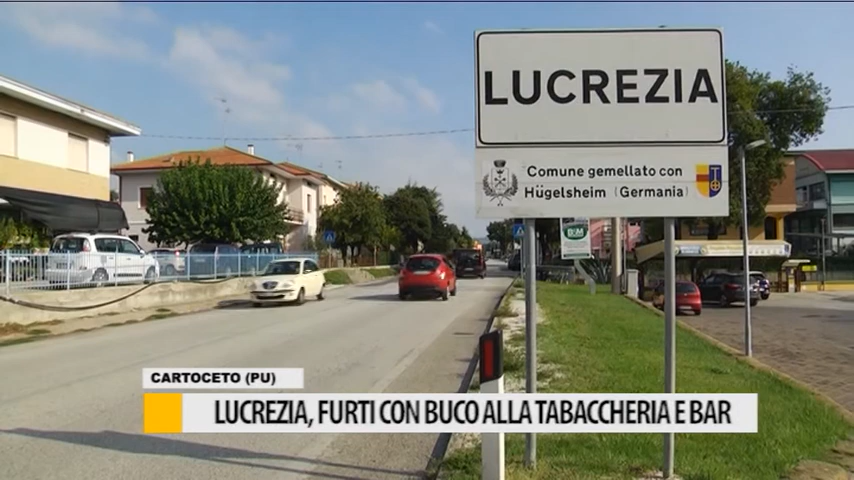 LUCREZIA
Comune gemellato con
Hügelsheim (Germania)
CARTOCETO (PU)
LUCREZIA, FURTI CON BUCO ALLA TABACCHERIA E BAR